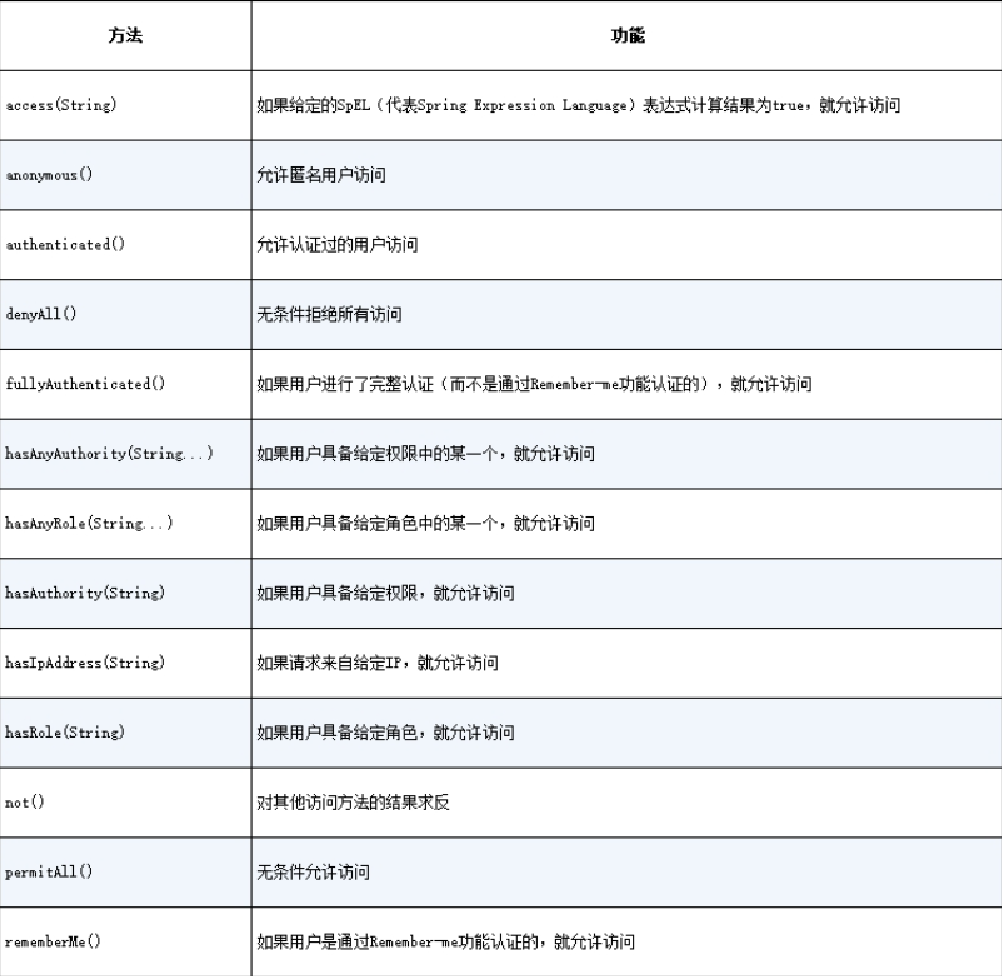 方法 功能
access(String) 如果给定的SpEL（代表Spring Expression Language）表达式计算结果为true，就允许访问
anonymous() 允许匿名用户访问
authenticated() 允许认证过的用户访问
denyAll() 无条件拒绝所有访问
fullyAuthenticated() 如果用户进行了完整认证（而不是通过Remember-me功能认证的），就允许访问
hasAnyAuthority(String...) 如果用户具备给定权限中的某一个，就允许访问
hasAnyRole(String...) 如果用户具备给定角色中的某一个，就允许访问
hasAuthority(String) 如果用户具备给定权限，就允许访问
hasIpAddress(String) 如果请求来自给定IP，就允许访问
hasRole(String) 如果用户具备给定角色，就允许访问
not() 对其他访问方法的结果求反
permitAll() 无条件允许访问
rememberMe() 如果用户是通过Remember-me功能认证的，就允许访问